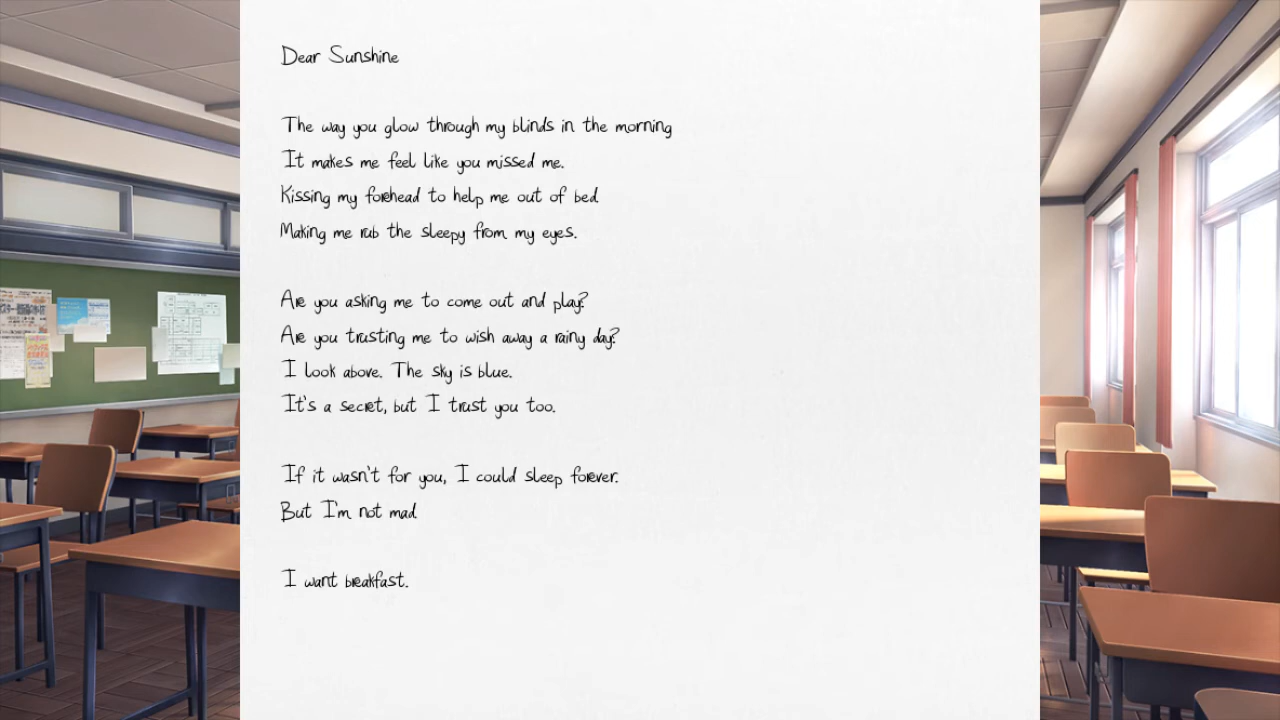 Dear Sunshine
The way you glow through my blinds in the morning
It makes me feel like you missed me.
Kissing my forehead to help me out of bed
Making me rub the sleepy from my eyes.
Are you asking me to come out and play?
Are you trusting me to wish away a rainy day?
I look above. The sky is blue.
It's a secret, but I trust you too.
If it wasn't for you, I could sleep forever.
But I'm not mad.
I want breakfast.